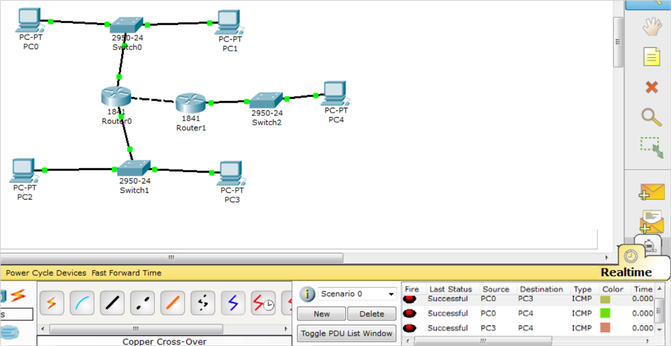 PC-PT
PC0
2950-24
Switch0
PC-PT
PC1
1841
Router0
1841
Router1
2950-24
Switch2
PC-PT
PC4
PC-PT
PC2
2950-24
Switch1
PC-PT
PC3
Power Cycle Devices Fast Forward Time
Realtime
Scenario 0
New
Delete
Toggle PDU List Window
Fire Last Status Source Destination Type Color Time
Successful PC0 PC3 ICMP 0.000
Successful PC0 PC4 ICMP 0.000
Successful PC3 PC4 ICMP 0.000
Copper Cross-Over